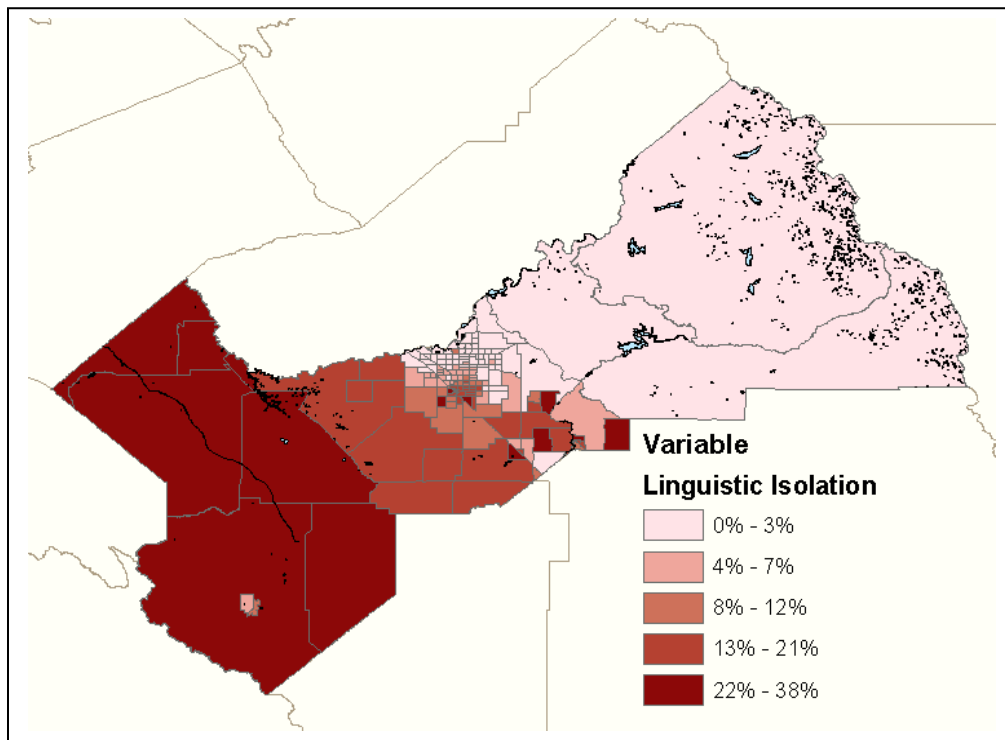 Variable
Linguistic Isolation
0% - 3%
4% - 7%
8% - 12%
13% - 21%
22% - 38%